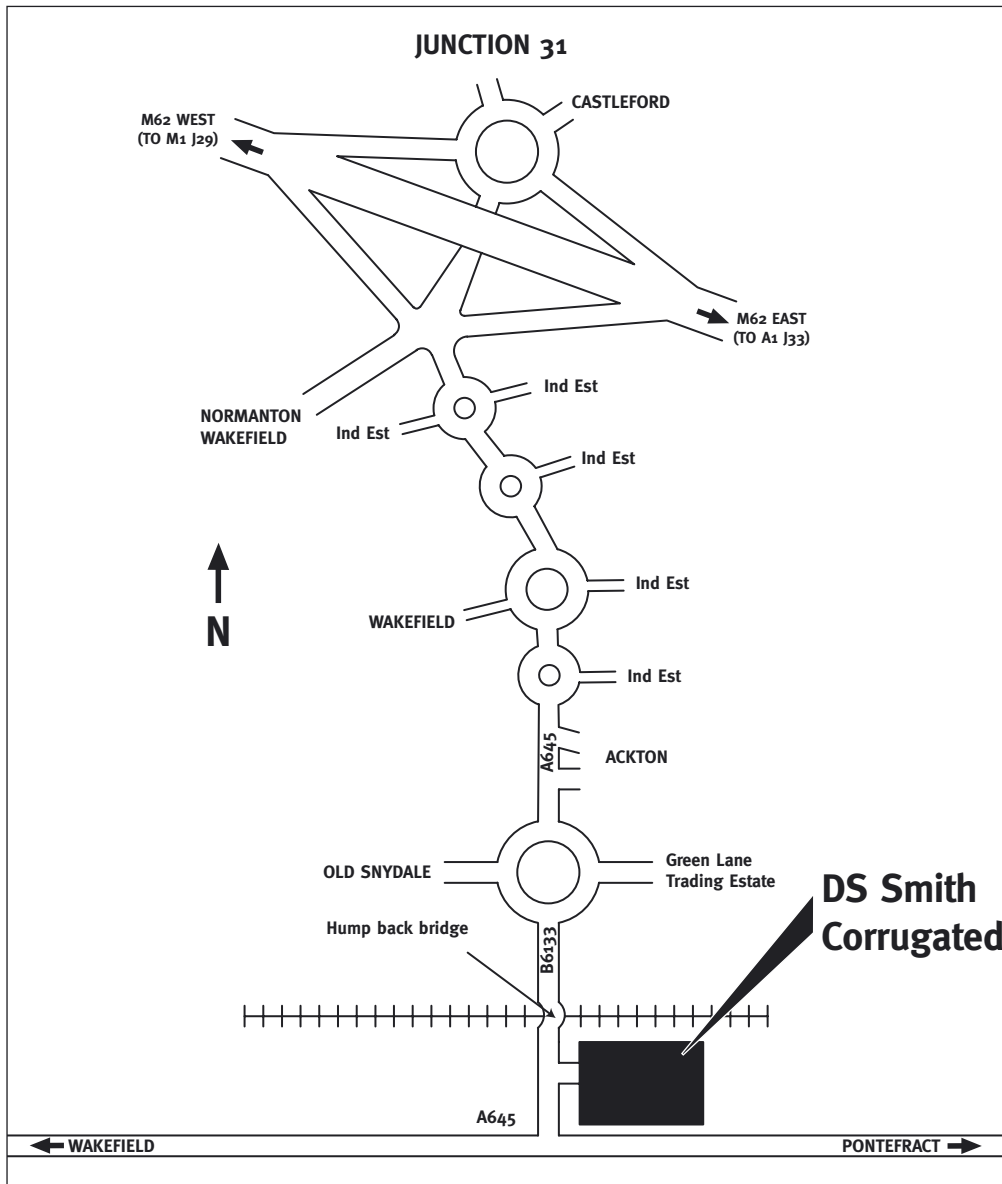 JUNCTION 31
CASTLEFORD
M62 WEST
(TO M1 J29)
M62 EAST
(TO A1 J33)
NORMANTON
WAKEFIELD
Ind Est
Ind Est
Ind Est
N
Ind Est
WAKEFIELD
Ind Est
A645
ACKTON
OLD SNYDALE
Green Lane
Trading Estate
DS Smith
Corrugated
Hump back bridge
B6133
A645
WAKEFIELD
PONTEFRACT